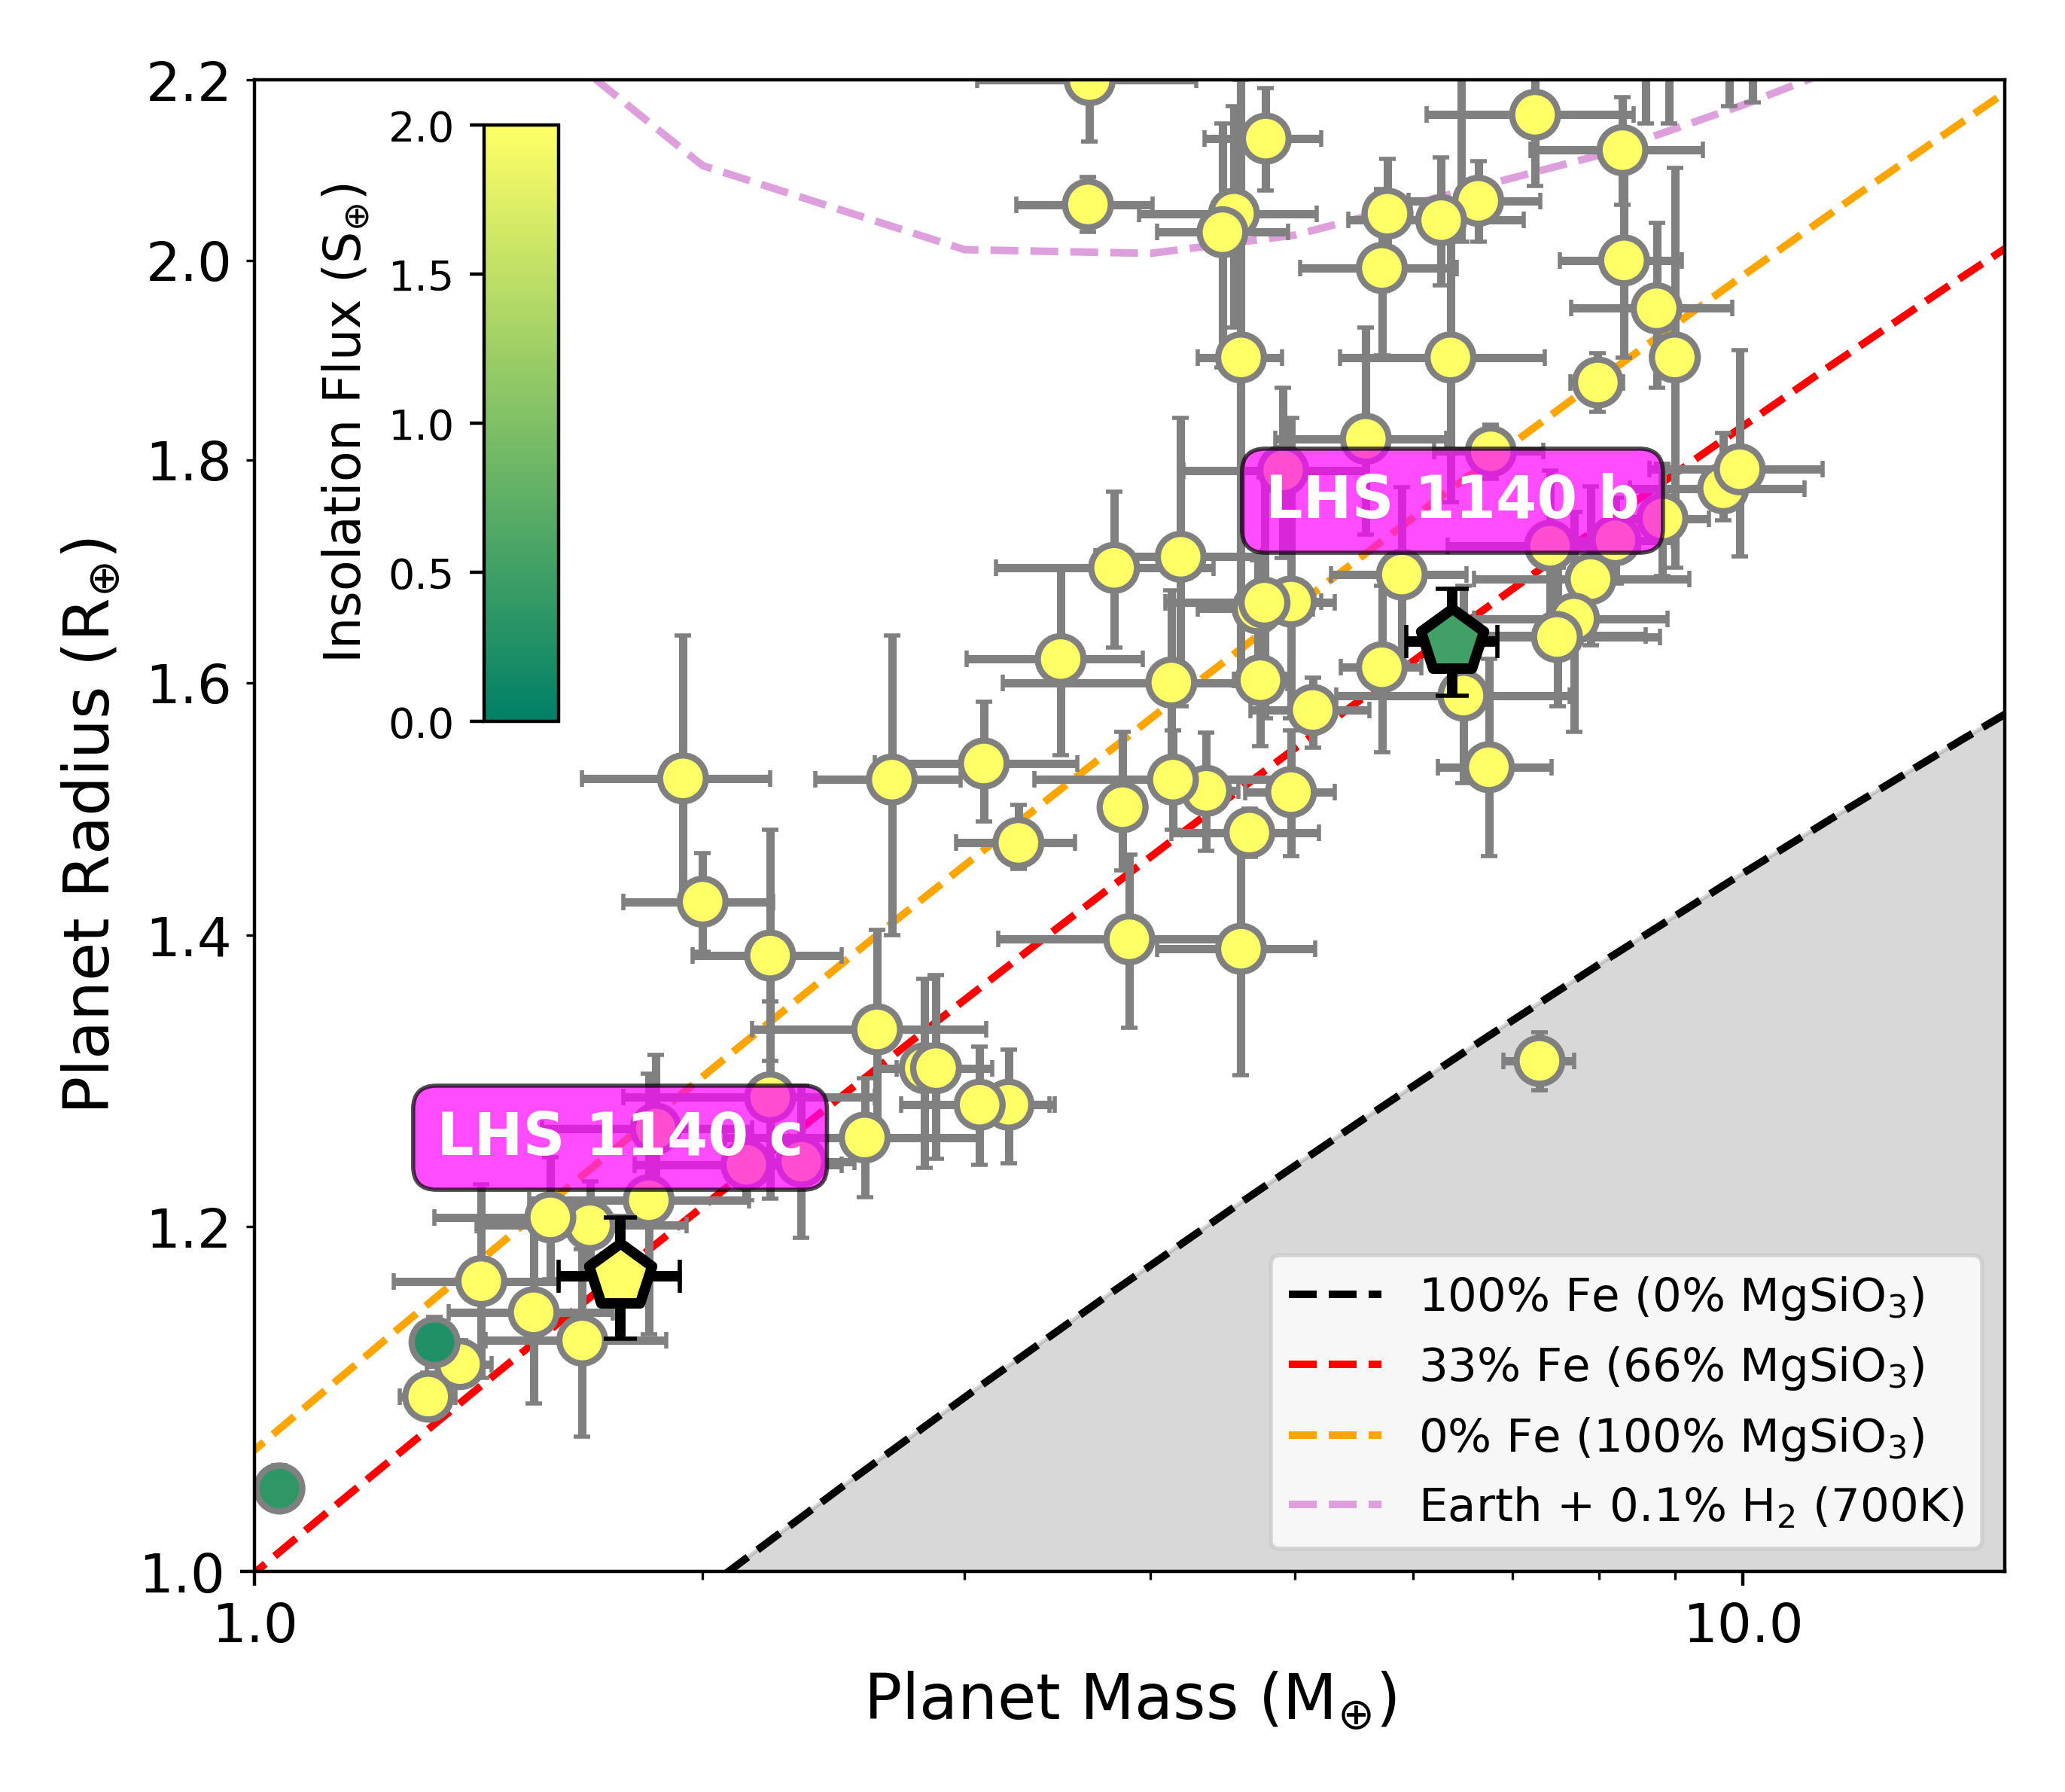 2.2
2.0
1.8
1.6
1.4
1.2
1.0
Planet Radius (R⊕)
2.0
1.5
1.0
0.5
0.0
Insolation Flux (S⊕)
LHS 1140 b
LHS 1140 c
100% Fe (0% MgSiO₃)
33% Fe (66% MgSiO₃)
0% Fe (100% MgSiO₃)
Earth + 0.1% H₂ (700K)
1.0
10.0
Planet Mass (M⊕)